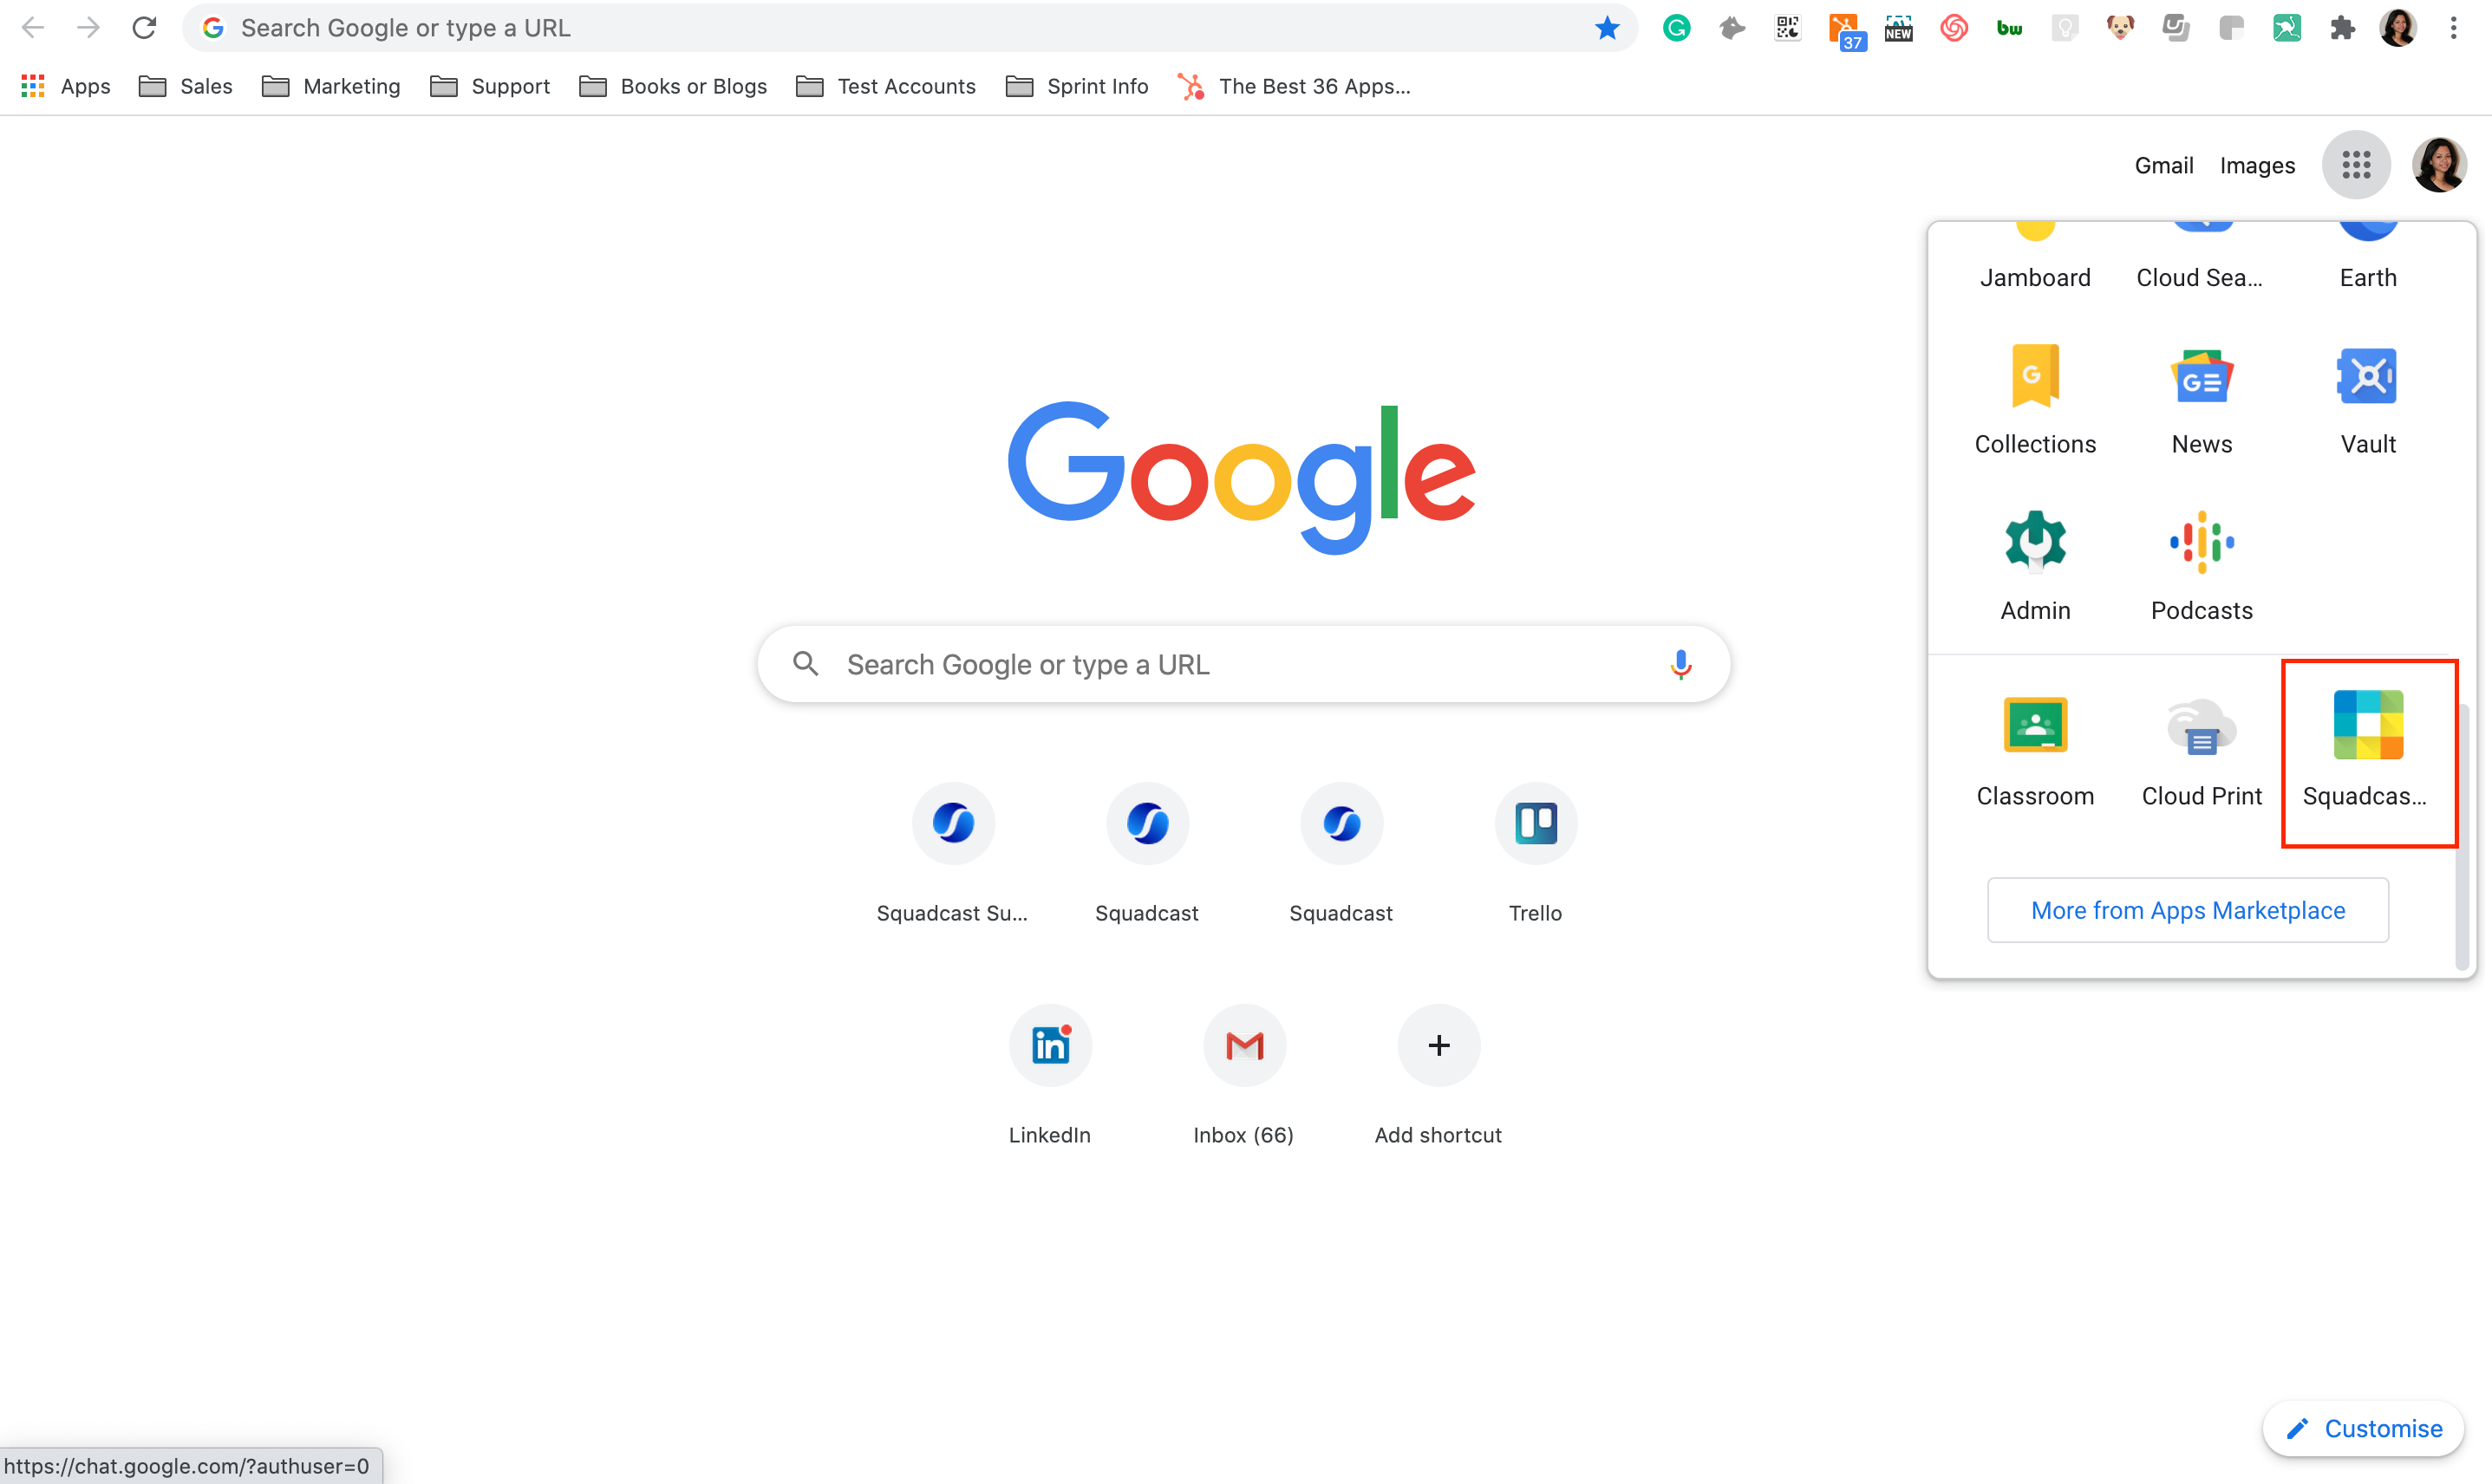 Search Google or type a URL
37
NEW
bw
Apps
Sales
Marketing
Support
Books or Blogs
Test Accounts
Sprint Info
The Best 36 Apps...
Gmail
Images
Jamboard
Cloud Sea...
Earth
Collections
News
Vault
Admin
Podcasts
Classroom
Cloud Print
Squadcas...
More from Apps Marketplace
Google
Search Google or type a URL
Squadcast Su...
Squadcast
Squadcast
Trello
in
LinkedIn
Inbox (66)
Add shortcut
Customise
https://chat.google.com/?authuser=0